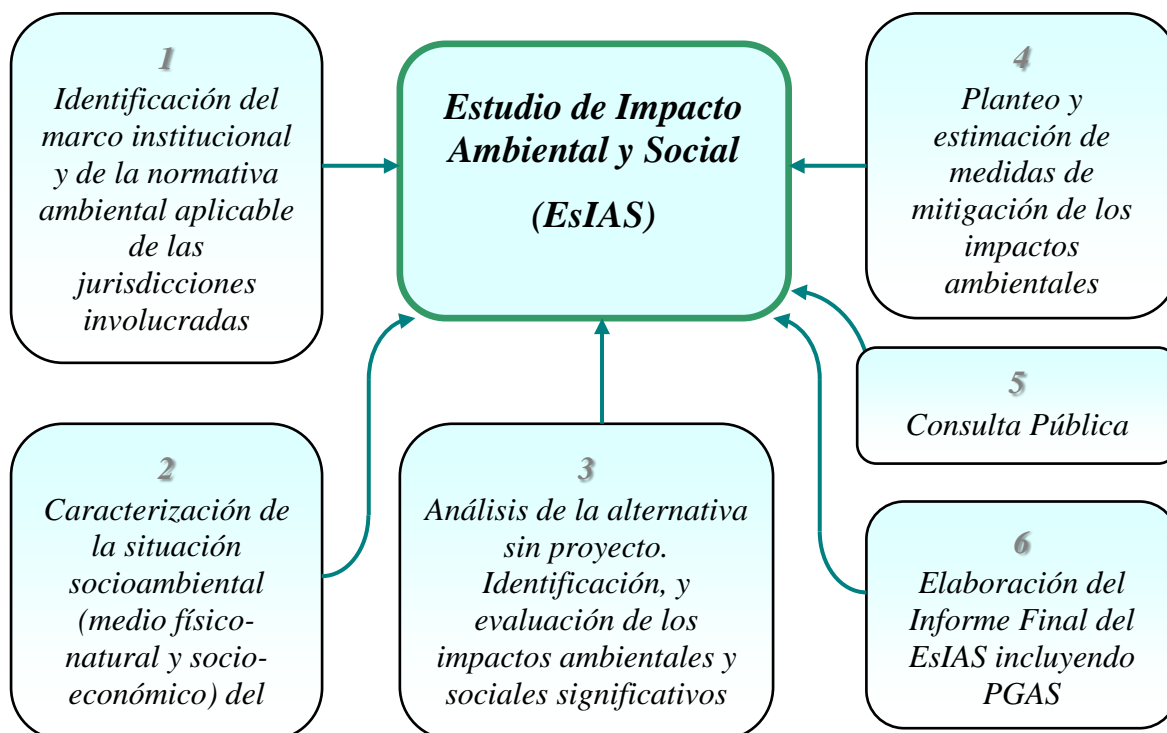 1
Identificación del
marco institucional
y de la normativa
ambiental aplicable
de las
jurisdicciones
involucradas
Estudio de Impacto
Ambiental y Social
(EsIAS)
4
Planteo y
estimación de
medidas de
mitigación de los
impactos
ambientales
5
Consulta Pública
2
Caracterización de
la situación
socioambiental
(medio físico-
natural y socio-
económico) del
3
Análisis de la alternativa
sin proyecto.
Identificación, y
evaluación de los
impactos ambientales y
sociales significativos
6
Elaboración del
Informe Final del
EsIAS incluyendo
PGAS